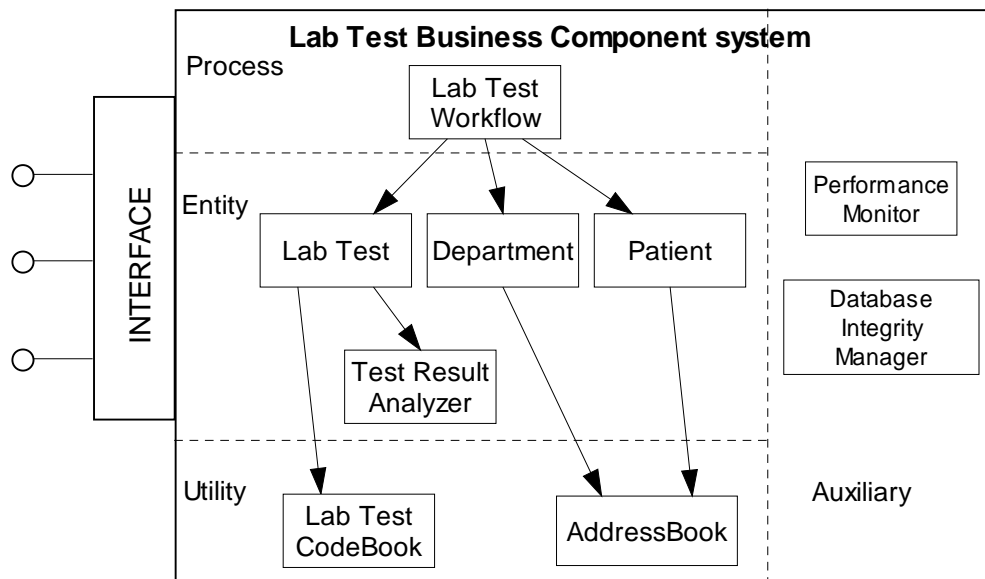 Lab Test Business Component system
Process
Lab Test
Workflow
INTERFACE
Entity
Lab Test
Department
Patient
Performance
Monitor
Test Result
Analyzer
Database
Integrity
Manager
Utility
Lab Test
CodeBook
AddressBook
Auxiliary